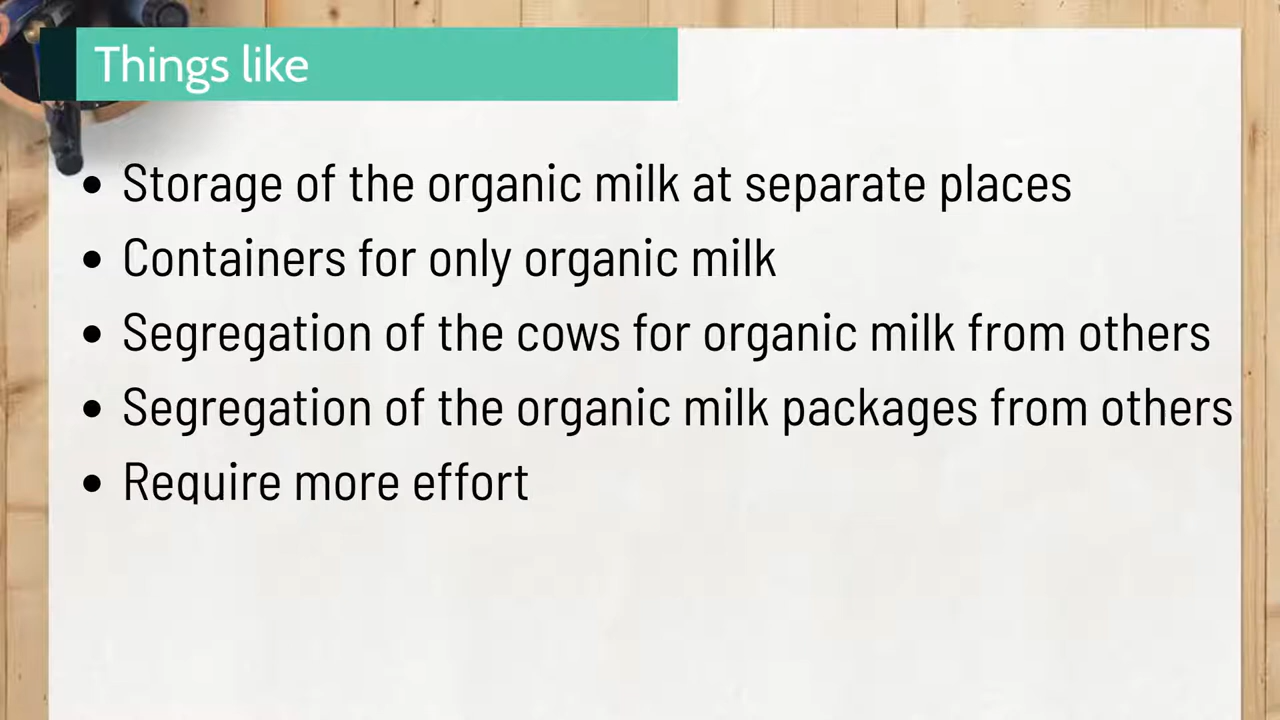 Things like
• Storage of the organic milk at separate places
• Containers for only organic milk
• Segregation of the cows for organic milk from others
• Segregation of the organic milk packages from others
• Require more effort